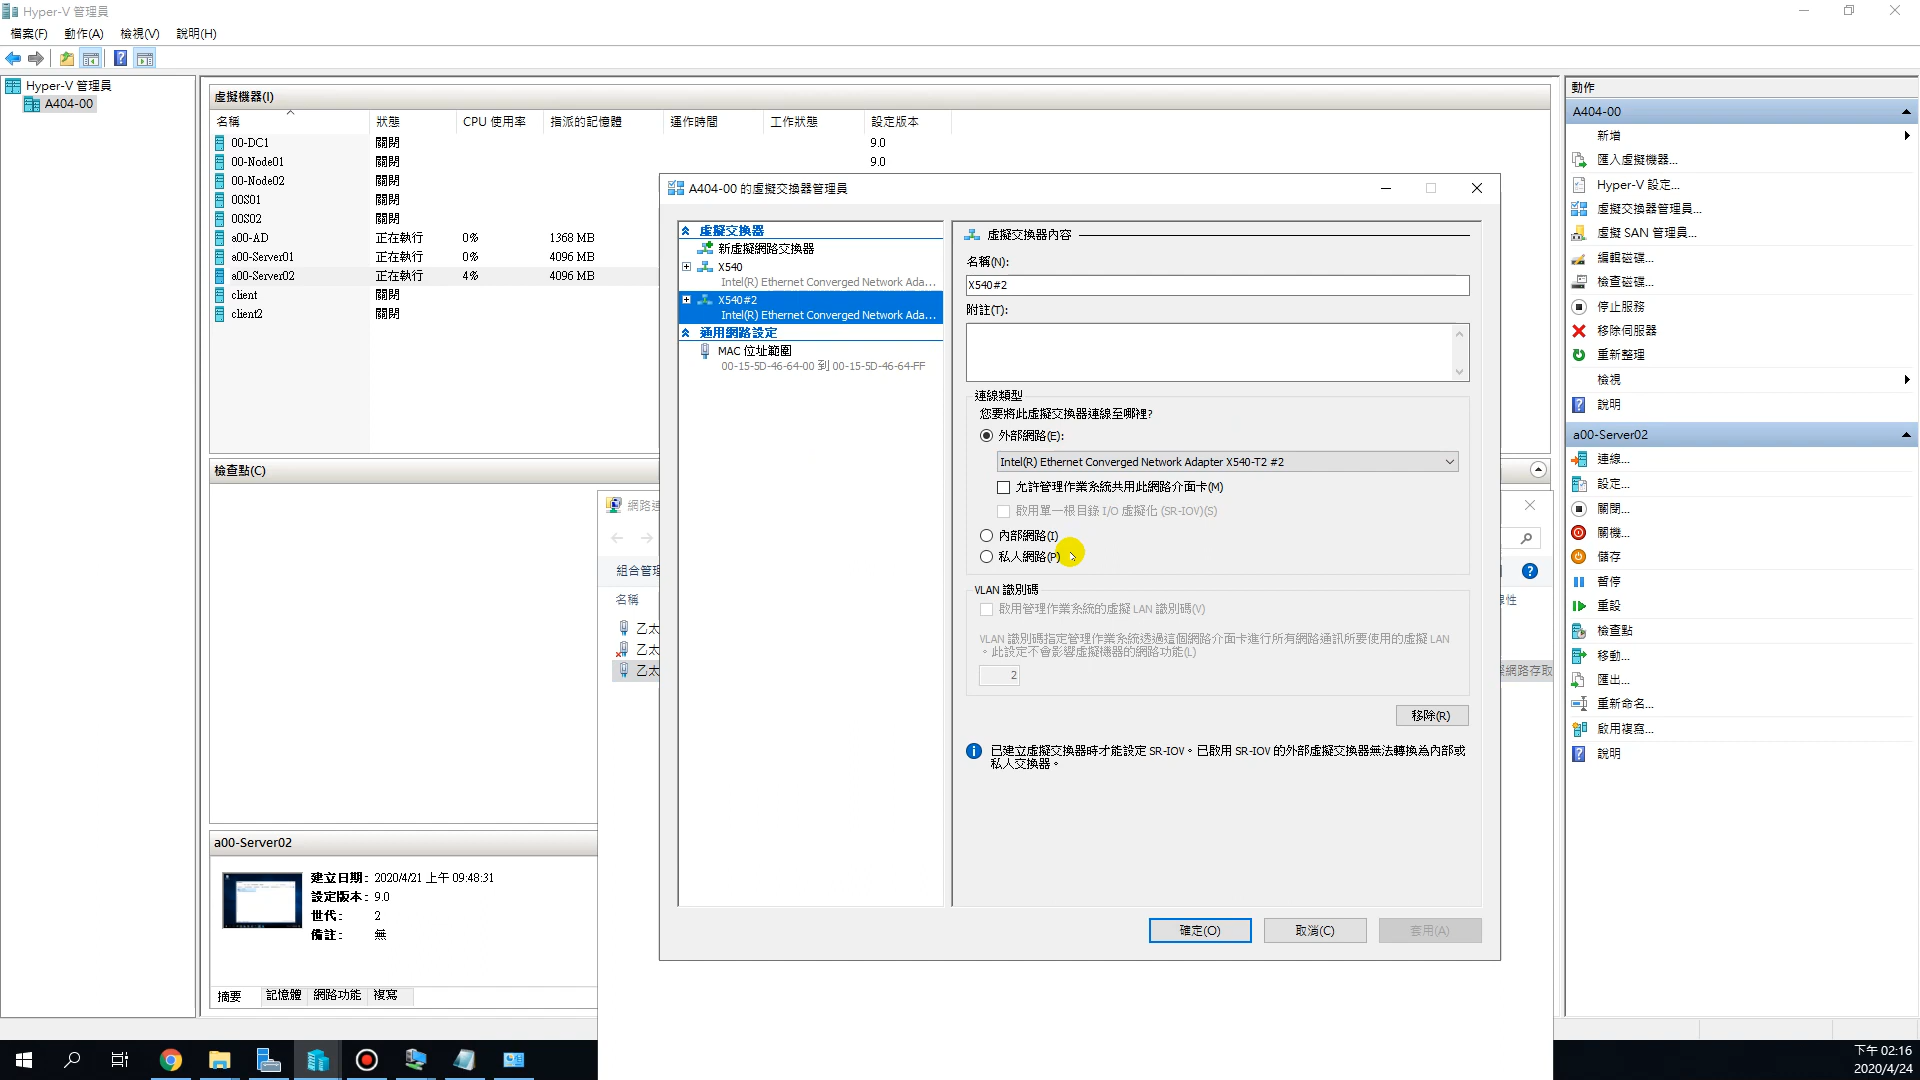 Hyper-V 管理員
檔案(F) 動作(A) 檢視(V) 說明(H)
Hyper-V 管理員
A404-00
虛擬機器(I)
名稱 狀態 CPU 使用率 指派的記憶體 運作時間 工作狀態 設定版本
00-DC1 關閉 9.0
00-Node01 關閉 9.0
00-Node02 關閉
00S01 關閉
00S02 關閉
a00-AD 正在執行 0% 1368 MB
a00-Server01 正在執行 0% 4096 MB
a00-Server02 正在執行 4% 4096 MB
client 關閉
client2 關閉
檢查點(C)
a00-Server02
建立日期: 2020/4/21 上午 09:48:31
設定版本: 9.0
世代: 2
備註: 無
摘要 記憶體 網路功能 複寫
網路連
組合管理
名稱
乙太
乙太
乙太
網路存取
A404-00 的虛擬交換器管理員
虛擬交換器
新虛擬網路交換器
X540
Intel(R) Ethernet Converged Network Ada...
X540#2
Intel(R) Ethernet Converged Network Ada...
通用網路設定
MAC 位址範圍
00-15-5D-46-64-00 到 00-15-5D-46-64-FF
虛擬交換器內容
名稱(N):
X540#2
附註(T):
連線類型
您要將此虛擬交換器連線至哪裡?
外部網路(E):
Intel(R) Ethernet Converged Network Adapter X540-T2 #2
允許管理作業系統共用此網路介面卡(M)
啟用單一根目錄 I/O 虛擬化 (SR-IOV)(S)
內部網路(I)
私人網路(P)
VLAN 識別碼
啟用管理作業系統的虛擬 LAN 識別碼(V)
VLAN 識別碼指定管理作業系統透過這個網路介面卡進行所有網路通訊所要使用的虛擬 LAN
。此設定不會影響虛擬機器的網路功能(L)
2
移除(R)
已建立虛擬交換器時才能設定 SR-IOV。已啟用 SR-IOV 的外部虛擬交換器無法轉換為內部或
私人交換器。
確定(O) 取消(C) 套用(A)
動作
A404-00
新增
匯入虛擬機器...
Hyper-V 設定...
虛擬交換器管理員...
虛擬 SAN 管理員...
編輯磁碟...
檢查磁碟...
停止服務
移除伺服器
重新整理
檢視
說明
a00-Server02
連線...
設定...
關閉...
關機...
儲存
暫停
重設
檢查點
移動...
匯出...
重新命名...
啟用複寫...
說明
下午 02:16
2020/4/24